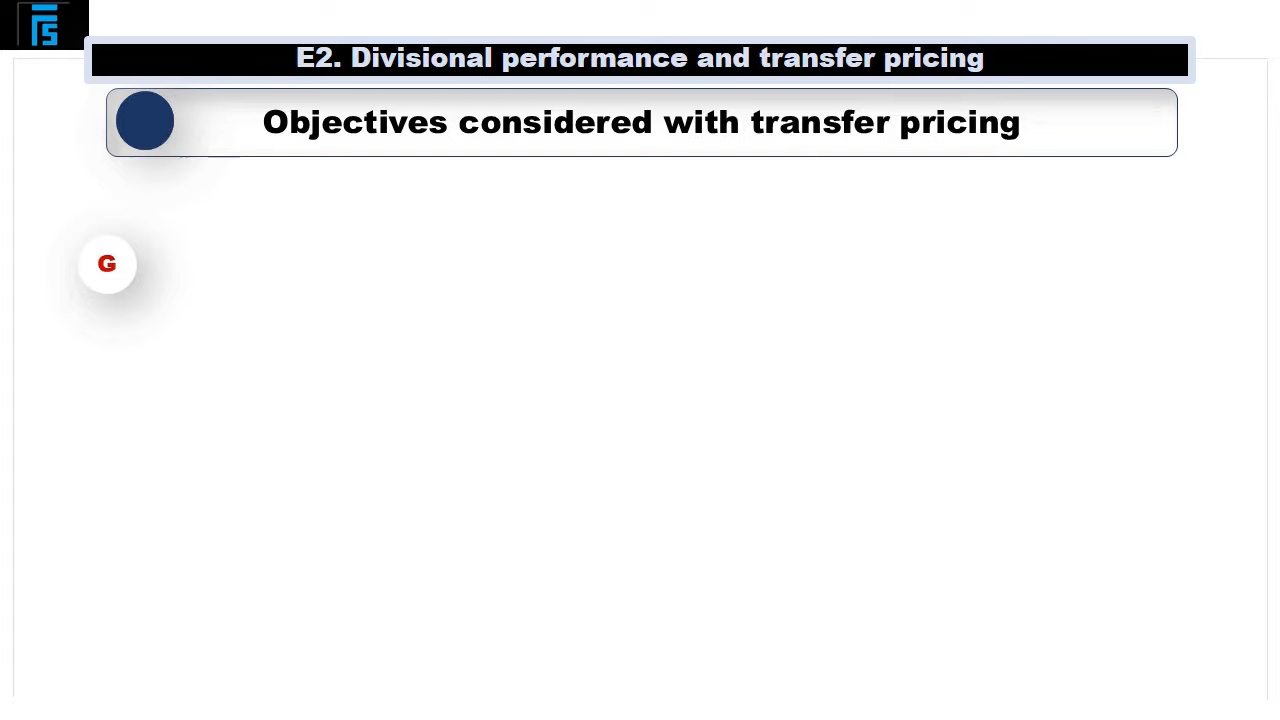 E2. Divisional performance and transfer pricing
Objectives considered with transfer pricing
G